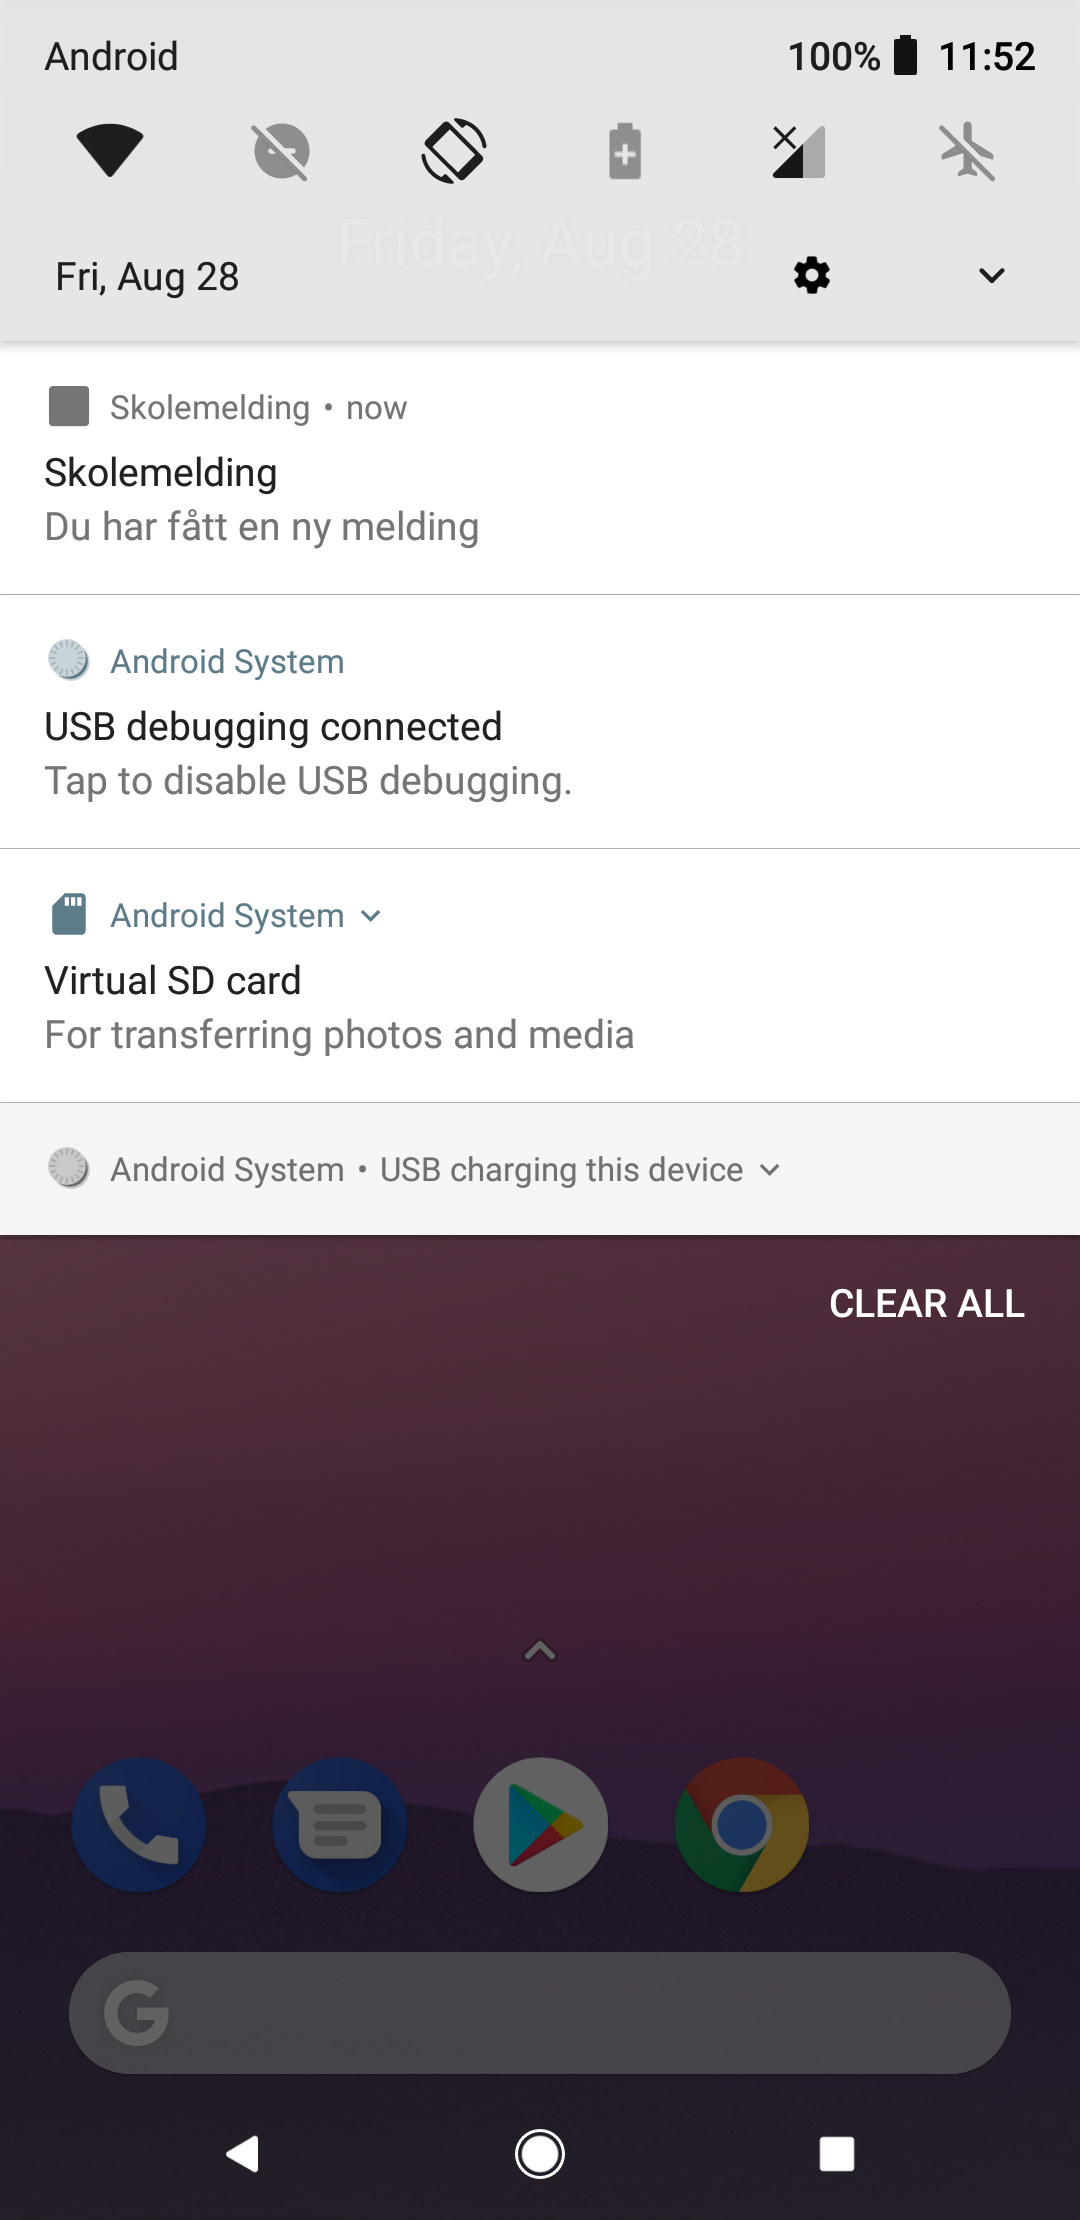 Android 100% 11:52
Friday, Aug 28
Fri, Aug 28
Skolemelding • now
Skolemelding
Du har fått en ny melding
Android System
USB debugging connected
Tap to disable USB debugging.
Android System
Virtual SD card
For transferring photos and media
Android System • USB charging this device
CLEAR ALL
G